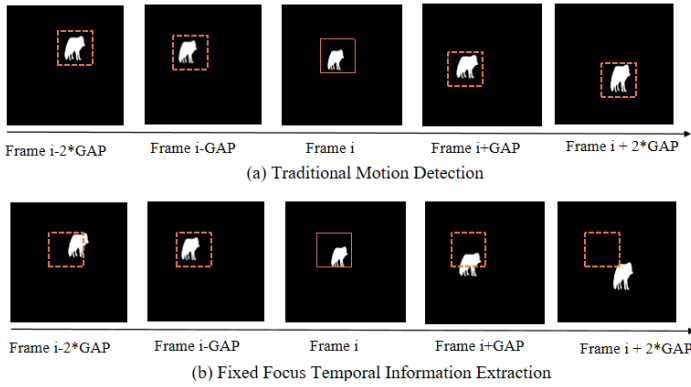 Frame i-2*GAP
Frame i-GAP
Frame i
Frame i+GAP
Frame i + 2*GAP
(a) Traditional Motion Detection
Frame i-2*GAP
Frame i-GAP
Frame i
Frame i+GAP
Frame i + 2*GAP
(b) Fixed Focus Temporal Information Extraction